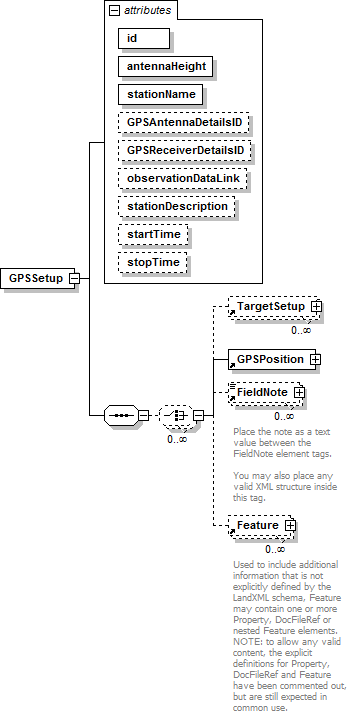 attributes
id
antennaHeight
stationName
GPSAntennaDetailsID
GPSReceiverDetailsID
observationDataLink
stationDescription
startTime
stopTime
GPSSetup
TargetSetup
0..∞
GPSPosition
FieldNote
0..∞
0..∞
Place the note as a text
value between the
FieldNote element tags.
You may also place any
valid XML structure inside
this tag.
Feature
0..∞
Used to include additional
information that is not
explicitly defined by the
LandXML schema, Feature
may contain one or more
Property, DocFileRef or
nested Feature elements.
NOTE: to allow any valid
content, the explicit
definitions for Property,
DocFileRef and Feature
have been commented out,
but are still expected in
common use.